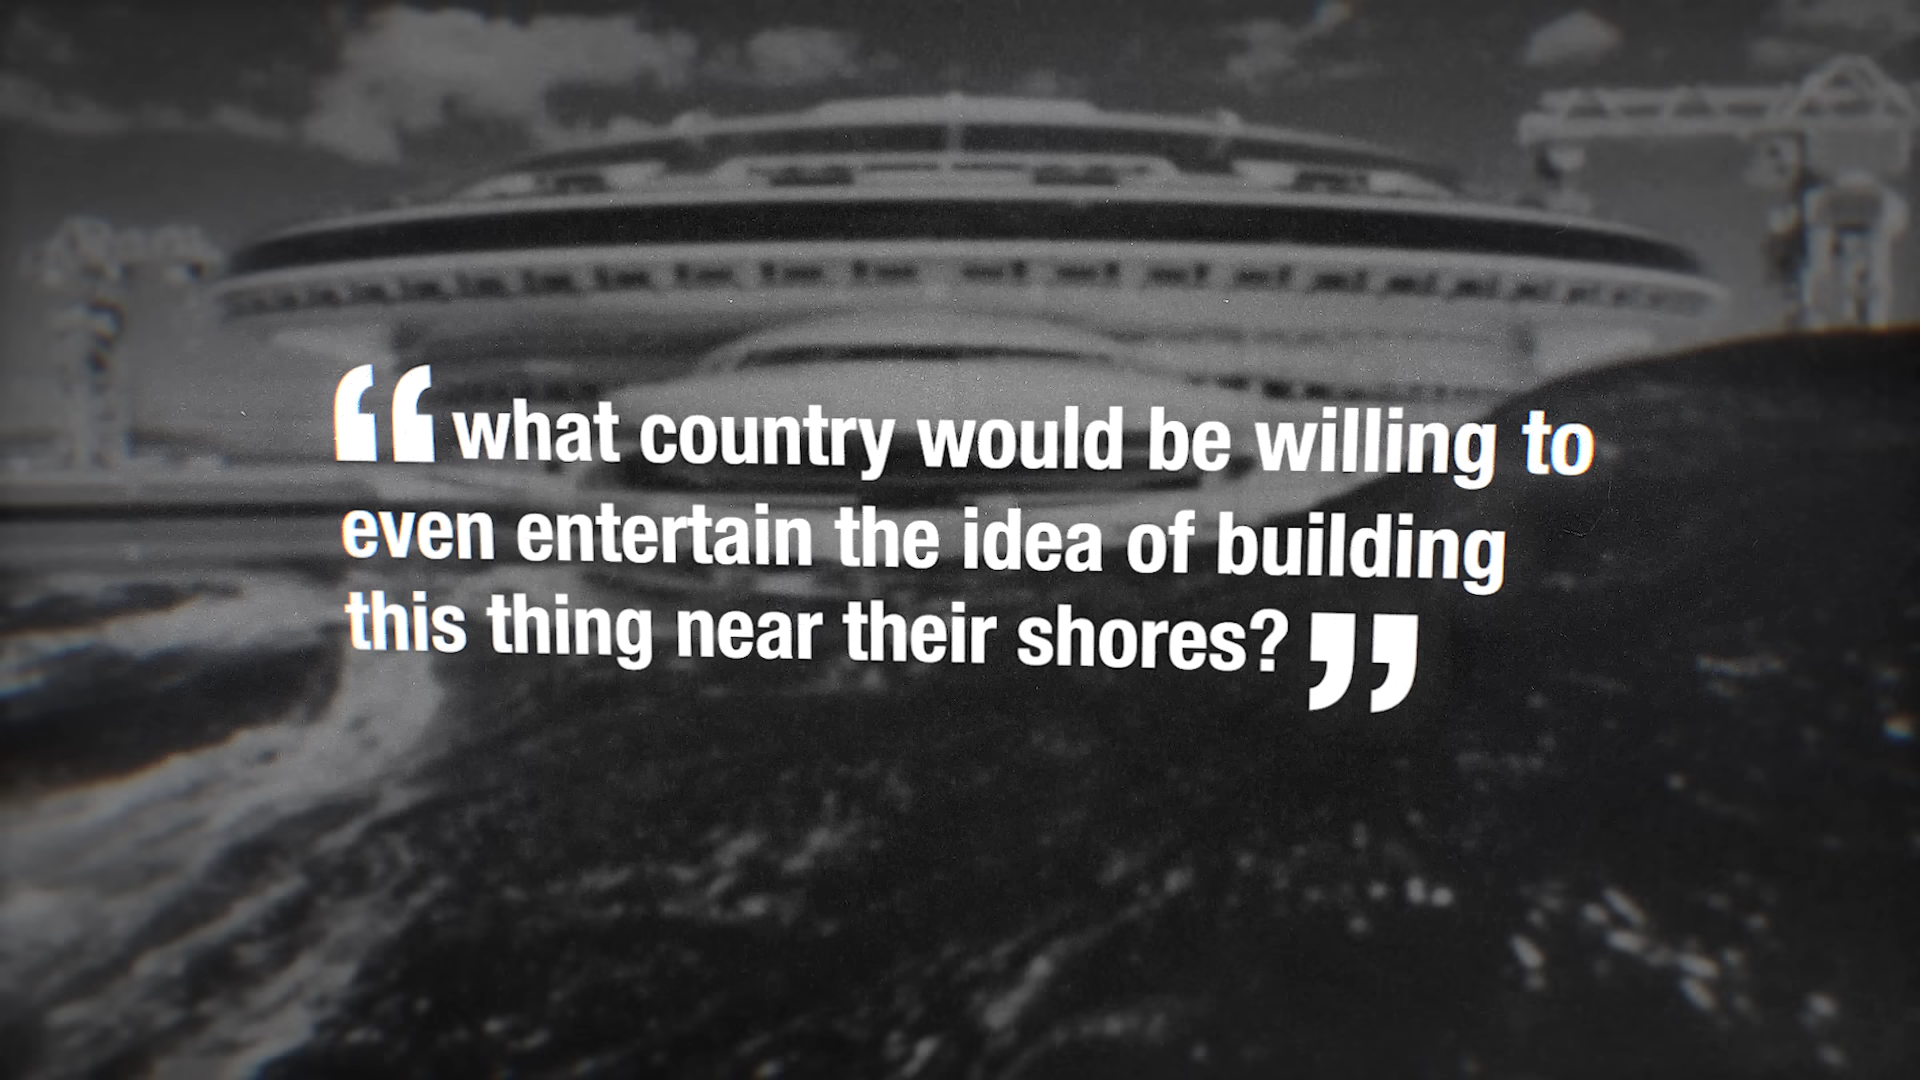 “what country would be willing to
even entertain the idea of building
this thing near their shores?”